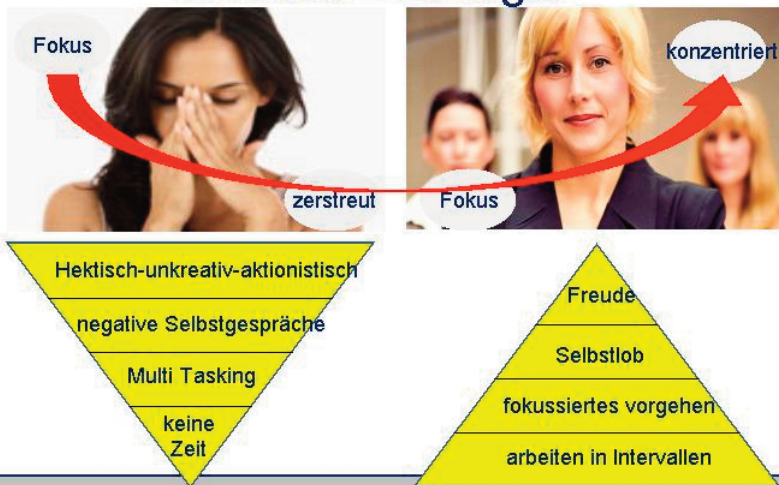 Fokus
konzentriert
zerstreut
Fokus
Hektisch-unkreativ-aktionistisch
negative Selbstgespräche
Multi Tasking
keine
Zeit
Freude
Selbstlob
fokussiertes vorgehen
arbeiten in Intervallen